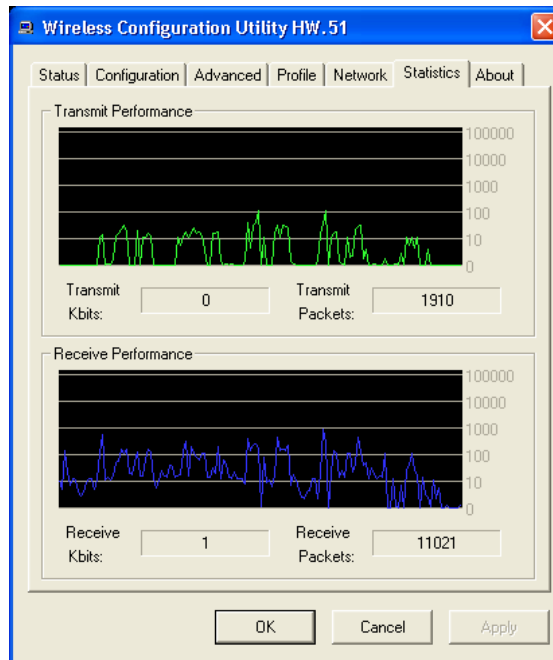 Wireless Configuration Utility HW.51
Status Configuration Advanced Profile Network Statistics About
Transmit Performance
100000
10000
1000
100
10
0
Transmit Kbits:
0
Transmit Packets:
1910
Receive Performance
100000
10000
1000
100
10
0
Receive Kbits:
1
Receive Packets:
11021
OK Cancel Apply